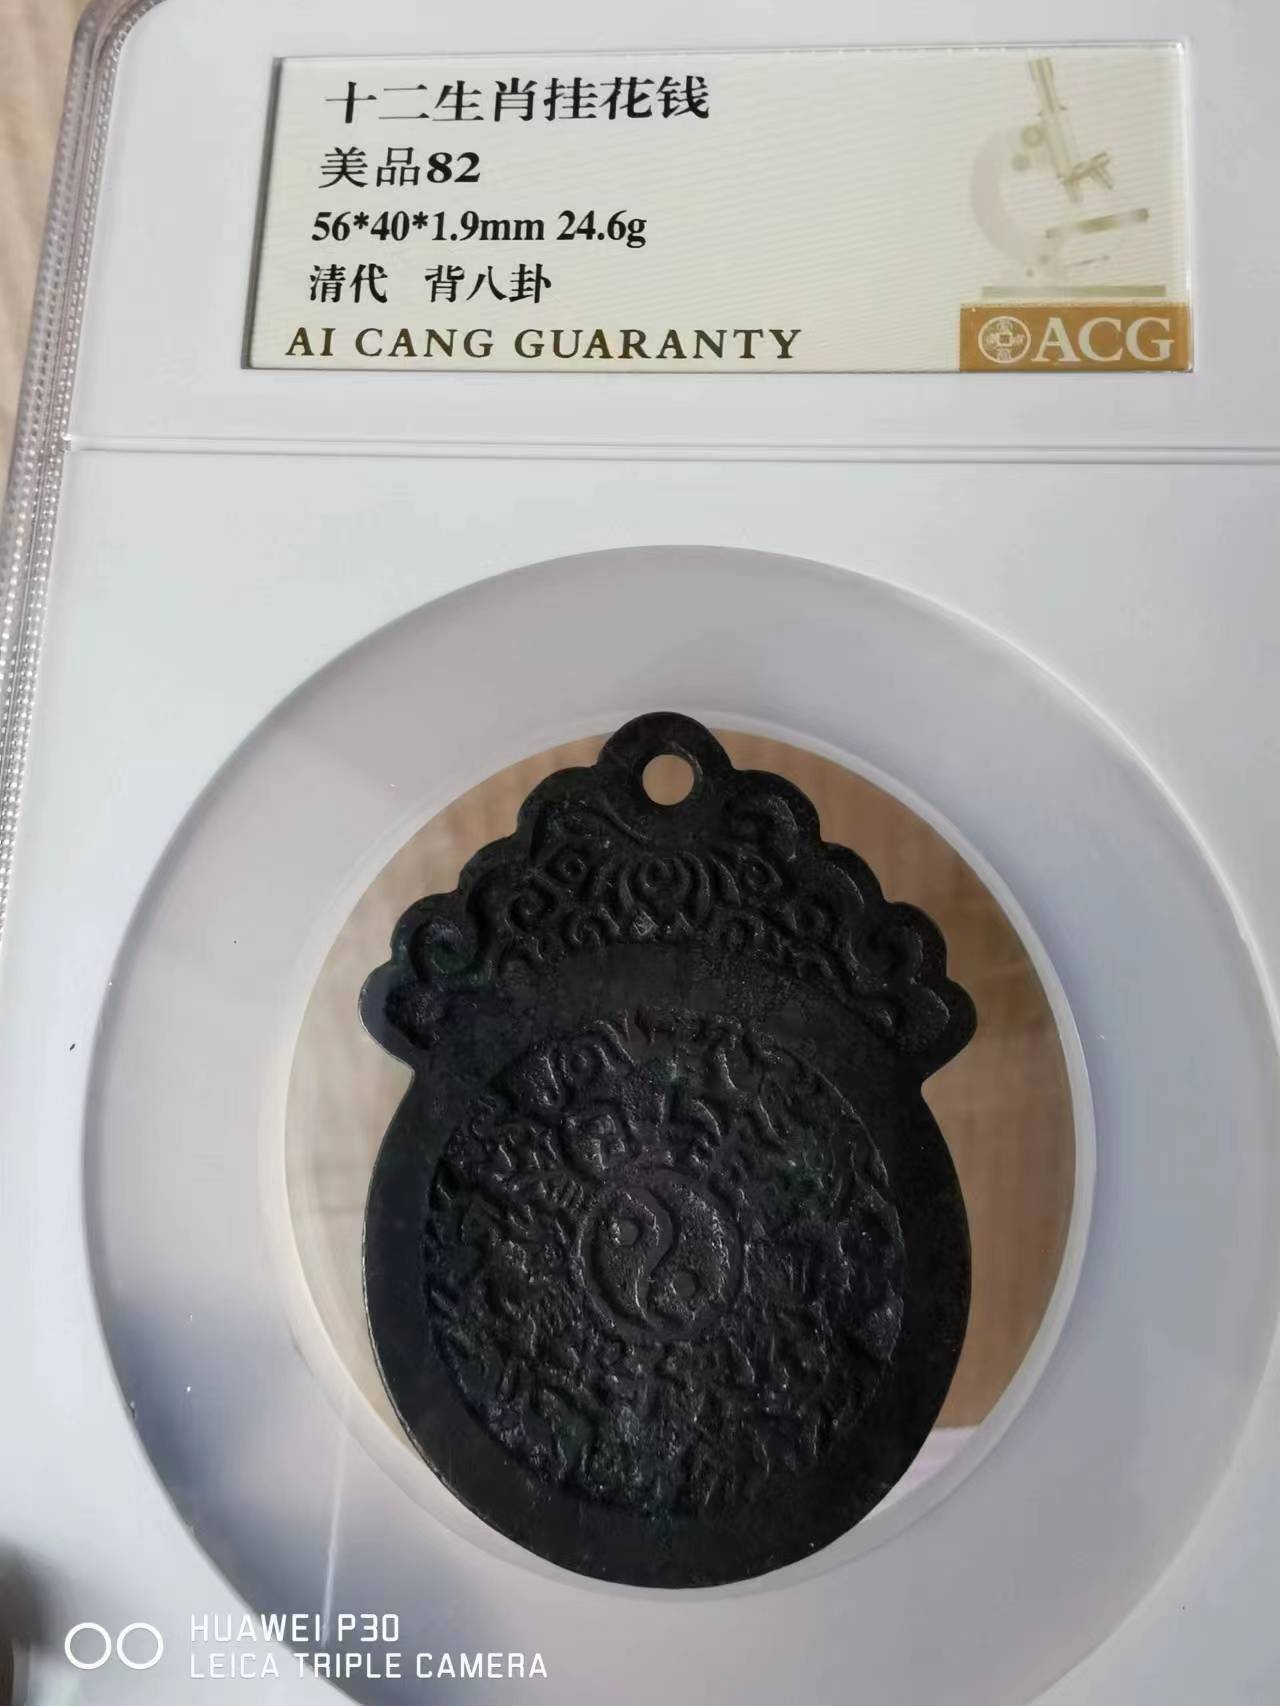 十二生肖挂花钱
美品82
56*40*1.9mm 24.6g
清代 背八卦
AI CANG GUARANTY
ACG
HUAWEI P30
LEICA TRIPLE CAMERA